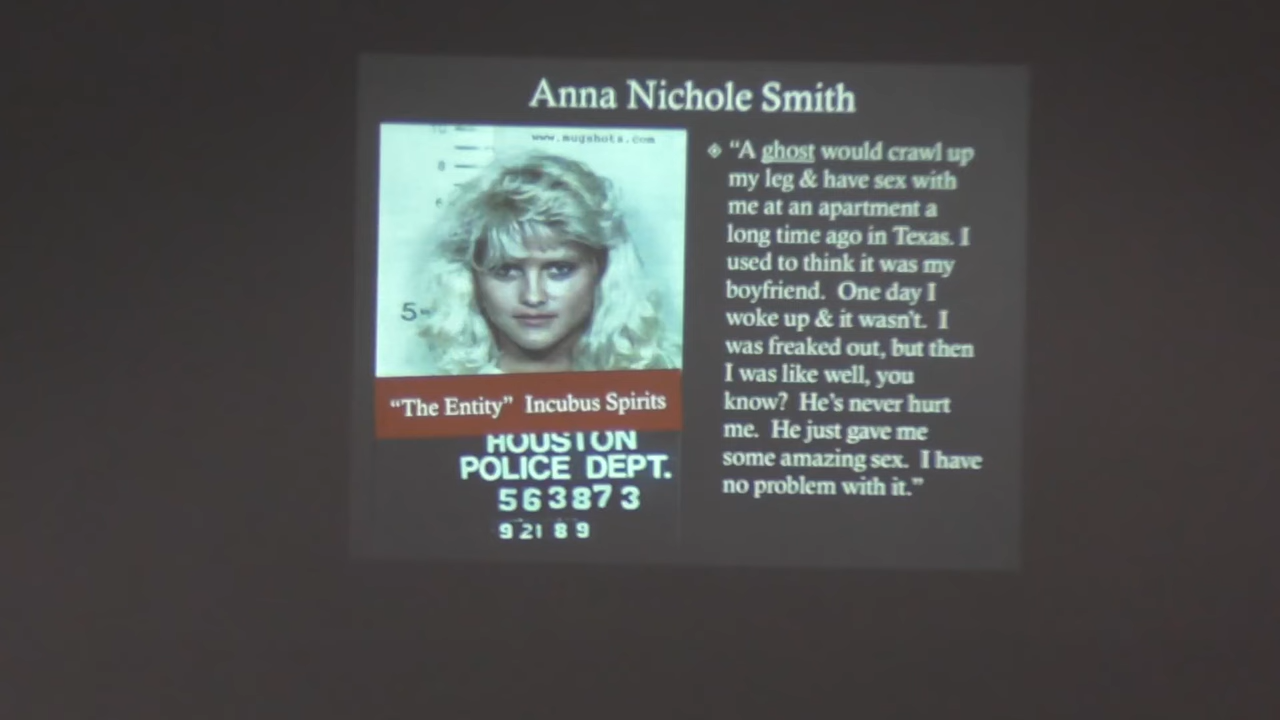 Anna Nichole Smith
www.mugshots.com
8
6
5
"The Entity" Incubus Spirits
HOUSTON
POLICE DEPT.
563873
9 21 89
◈ "A ghost would crawl up
my leg & have sex with
me at an apartment a
long time ago in Texas. I
used to think it was my
boyfriend. One day I
woke up & it wasn't. I
was freaked out, but then
I was like well, you
know? He's never hurt
me. He just gave me
some amazing sex. I have
no problem with it."